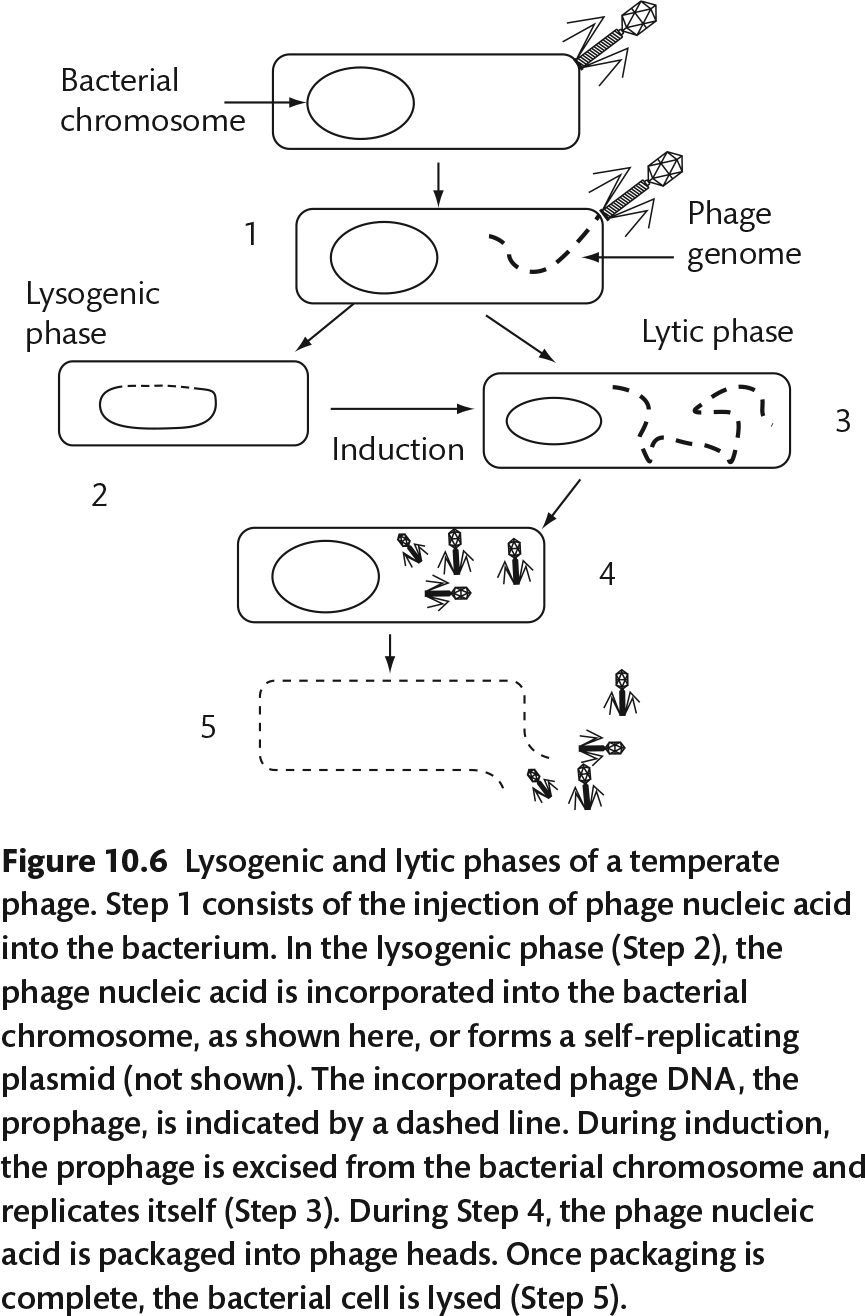 Bacterial
chromosome
1
Phage
genome
Lysogenic
phase
Lytic phase
Induction
3
2
4
5
Figure 10.6 Lysogenic and lytic phases of a temperate
phage. Step 1 consists of the injection of phage nucleic acid
into the bacterium. In the lysogenic phase (Step 2), the
phage nucleic acid is incorporated into the bacterial
chromosome, as shown here, or forms a self-replicating
plasmid (not shown). The incorporated phage DNA, the
prophage, is indicated by a dashed line. During induction,
the prophage is excised from the bacterial chromosome and
replicates itself (Step 3). During Step 4, the phage nucleic
acid is packaged into phage heads. Once packaging is
complete, the bacterial cell is lysed (Step 5).